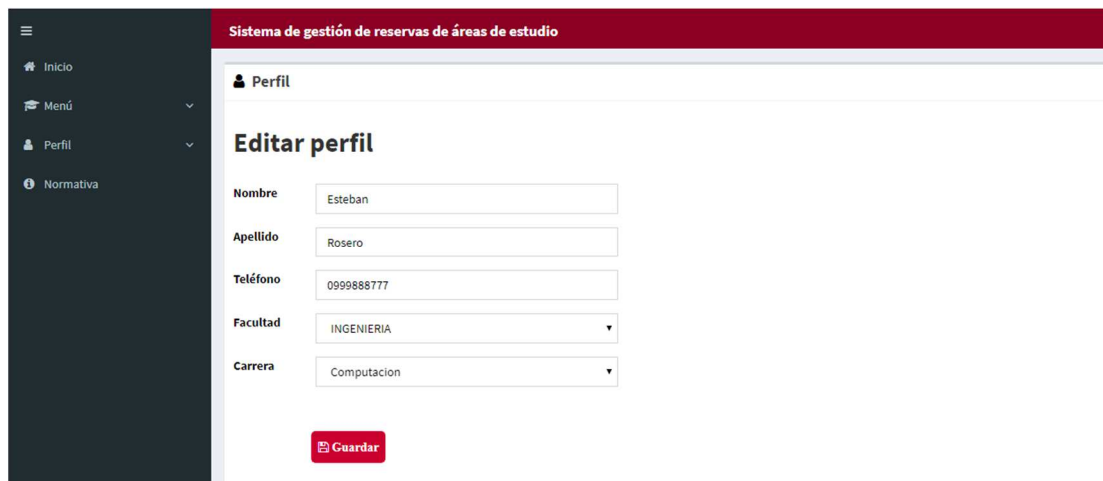 Sistema de gestión de reservas de áreas de estudio
Inicio
Menú
Perfil
Normativa
Perfil
Editar perfil
Nombre
Esteban
Apellido
Rosero
Teléfono
0999888777
Facultad
INGENIERIA
Carrera
Computacion
Guardar